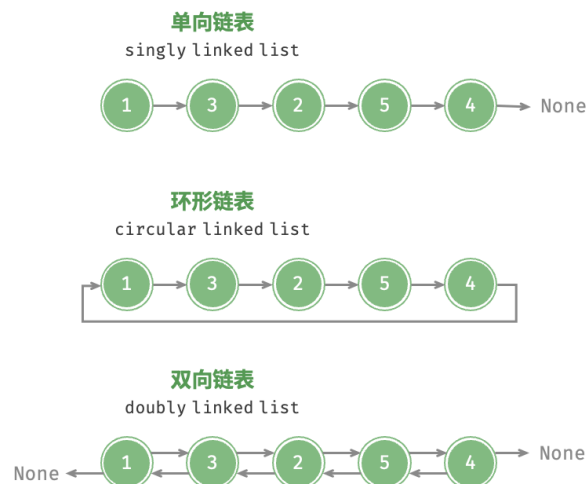 单向链表
singly linked list
1 3 2 5 4 None
环形链表
circular linked list
1 3 2 5 4
双向链表
doubly linked list
None 1 3 2 5 4 None